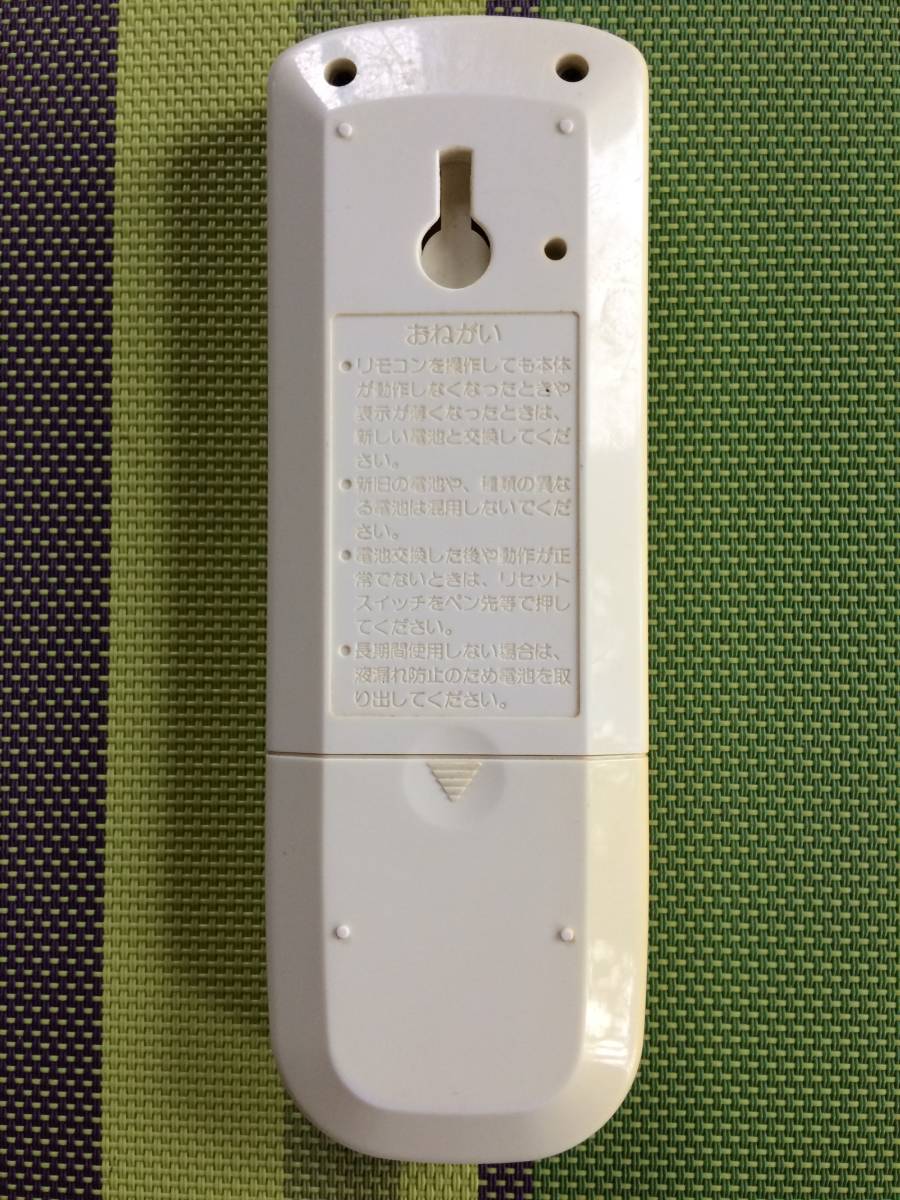 おねがい
●リモコンを操作しても本体
が動作しなくなったときや
表示が薄くなったときは、
新しい電池と交換してくだ
さい。
●新旧の電池や、種類の異な
る電池は混用しないでくだ
さい。
●電池交換した後や動作が正
常でないときは、リセット
スイッチをペン先等で押し
てください。
●長期間使用しない場合は、
液漏れ防止のため電池を取
り出してください。